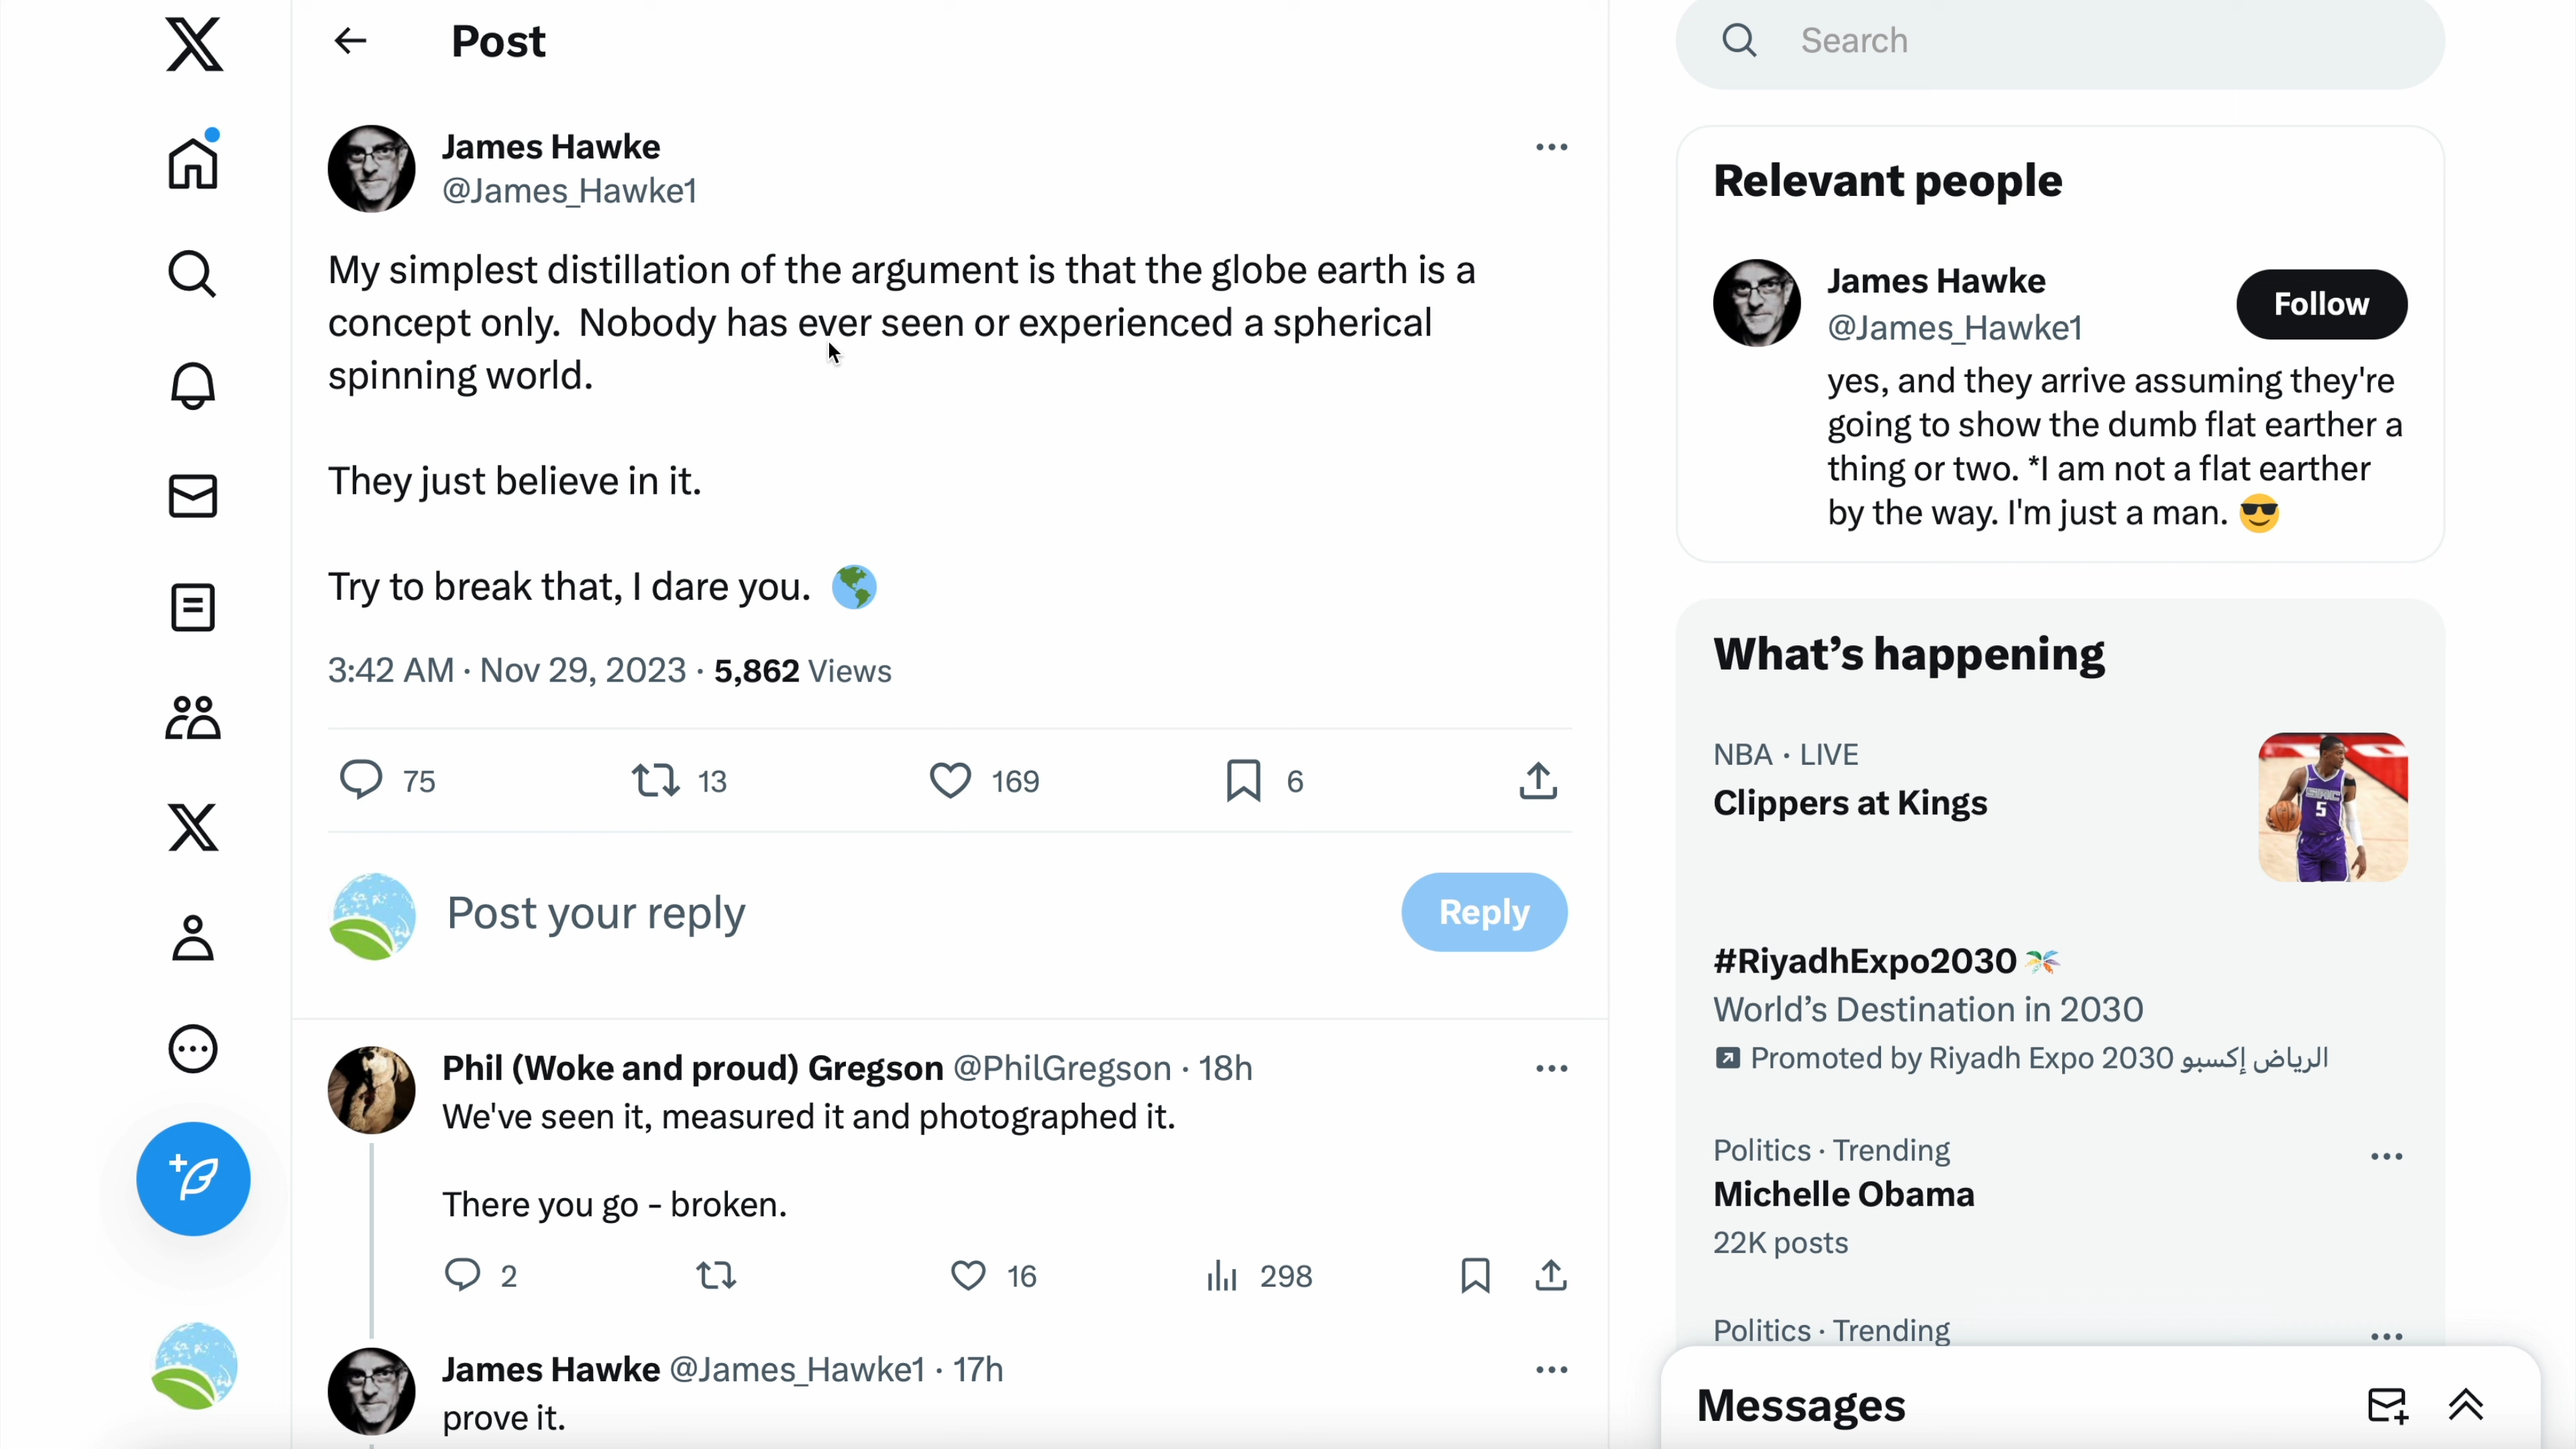 Post
James Hawke
@James_Hawke1
My simplest distillation of the argument is that the globe earth is a
concept only.  Nobody has ever seen or experienced a spherical
spinning world.
They just believe in it.
Try to break that, I dare you. 🌎
3:42 AM · Nov 29, 2023 · 5,862 Views
75 13 169 6
Post your reply
Reply
Phil (Woke and proud) Gregson @PhilGregson · 18h
We've seen it, measured it and photographed it.
There you go - broken.
2 16 298
James Hawke @James_Hawke1 · 17h
prove it.
Search
Relevant people
James Hawke
@James_Hawke1
Follow
yes, and they arrive assuming they're
going to show the dumb flat earther a
thing or two. *I am not a flat earther
by the way. I'm just a man. 😎
What’s happening
NBA · LIVE
Clippers at Kings
5
#RiyadhExpo2030
World’s Destination in 2030
Promoted by Riyadh Expo 2030 الرياض إكسبو
Politics · Trending
Michelle Obama
22K posts
Politics · Trending
Messages